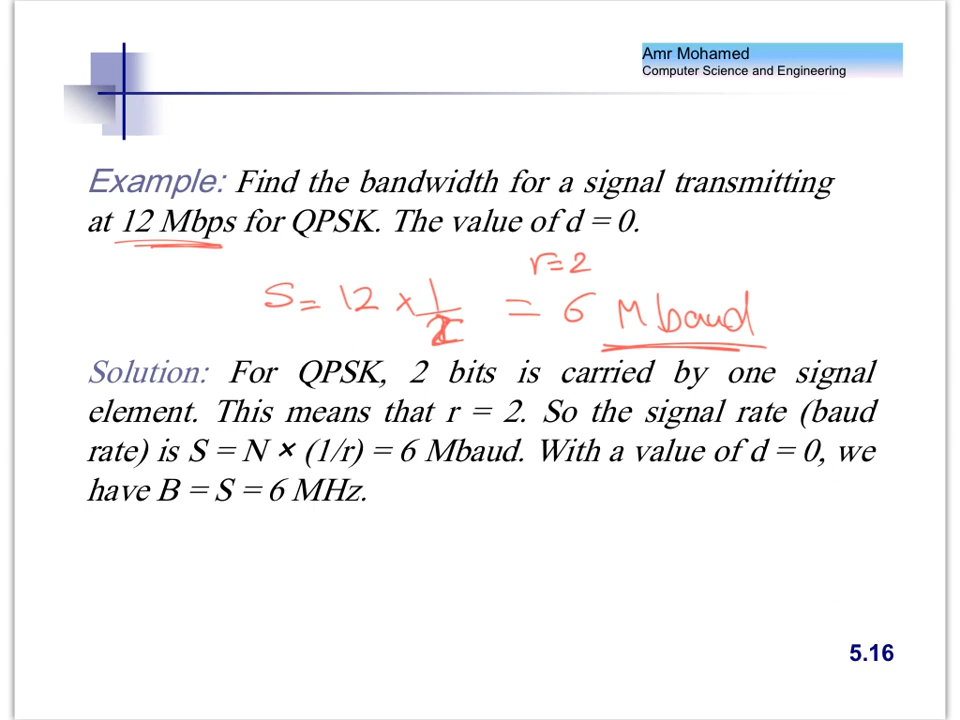 Amr Mohamed
Computer Science and Engineering
Example: Find the bandwidth for a signal transmitting
at 12 Mbps for QPSK. The value of d = 0.
r=2
S = 12 × 1/2 = 6 Mbaud
Solution: For QPSK, 2 bits is carried by one signal
element. This means that r = 2. So the signal rate (baud
rate) is S = N × (1/r) = 6 Mbaud. With a value of d = 0, we
have B = S = 6 MHz.
5.16